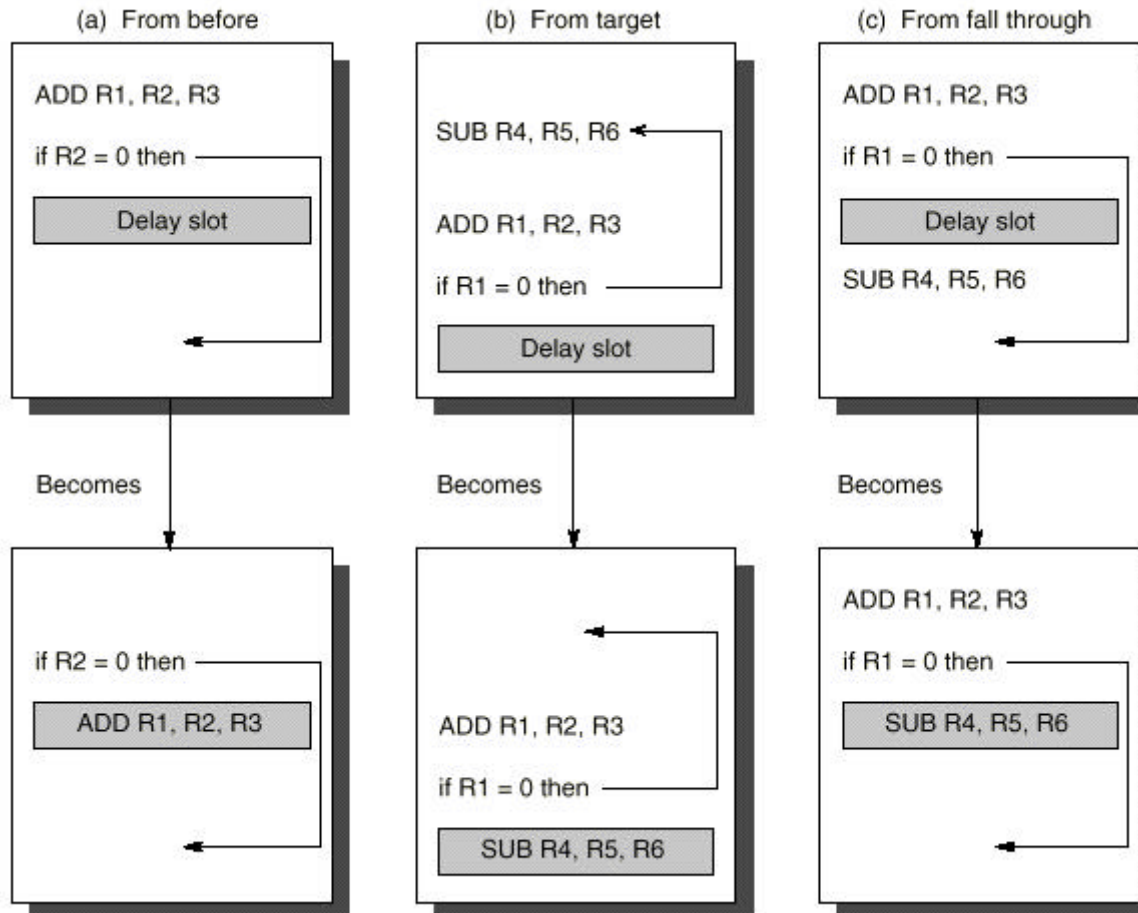 (a) From before
ADD R1, R2, R3
if R2 = 0 then
Delay slot
Becomes
if R2 = 0 then
ADD R1, R2, R3
(b) From target
SUB R4, R5, R6
ADD R1, R2, R3
if R1 = 0 then
Delay slot
Becomes
ADD R1, R2, R3
if R1 = 0 then
SUB R4, R5, R6
(c) From fall through
ADD R1, R2, R3
if R1 = 0 then
Delay slot
SUB R4, R5, R6
Becomes
ADD R1, R2, R3
if R1 = 0 then
SUB R4, R5, R6